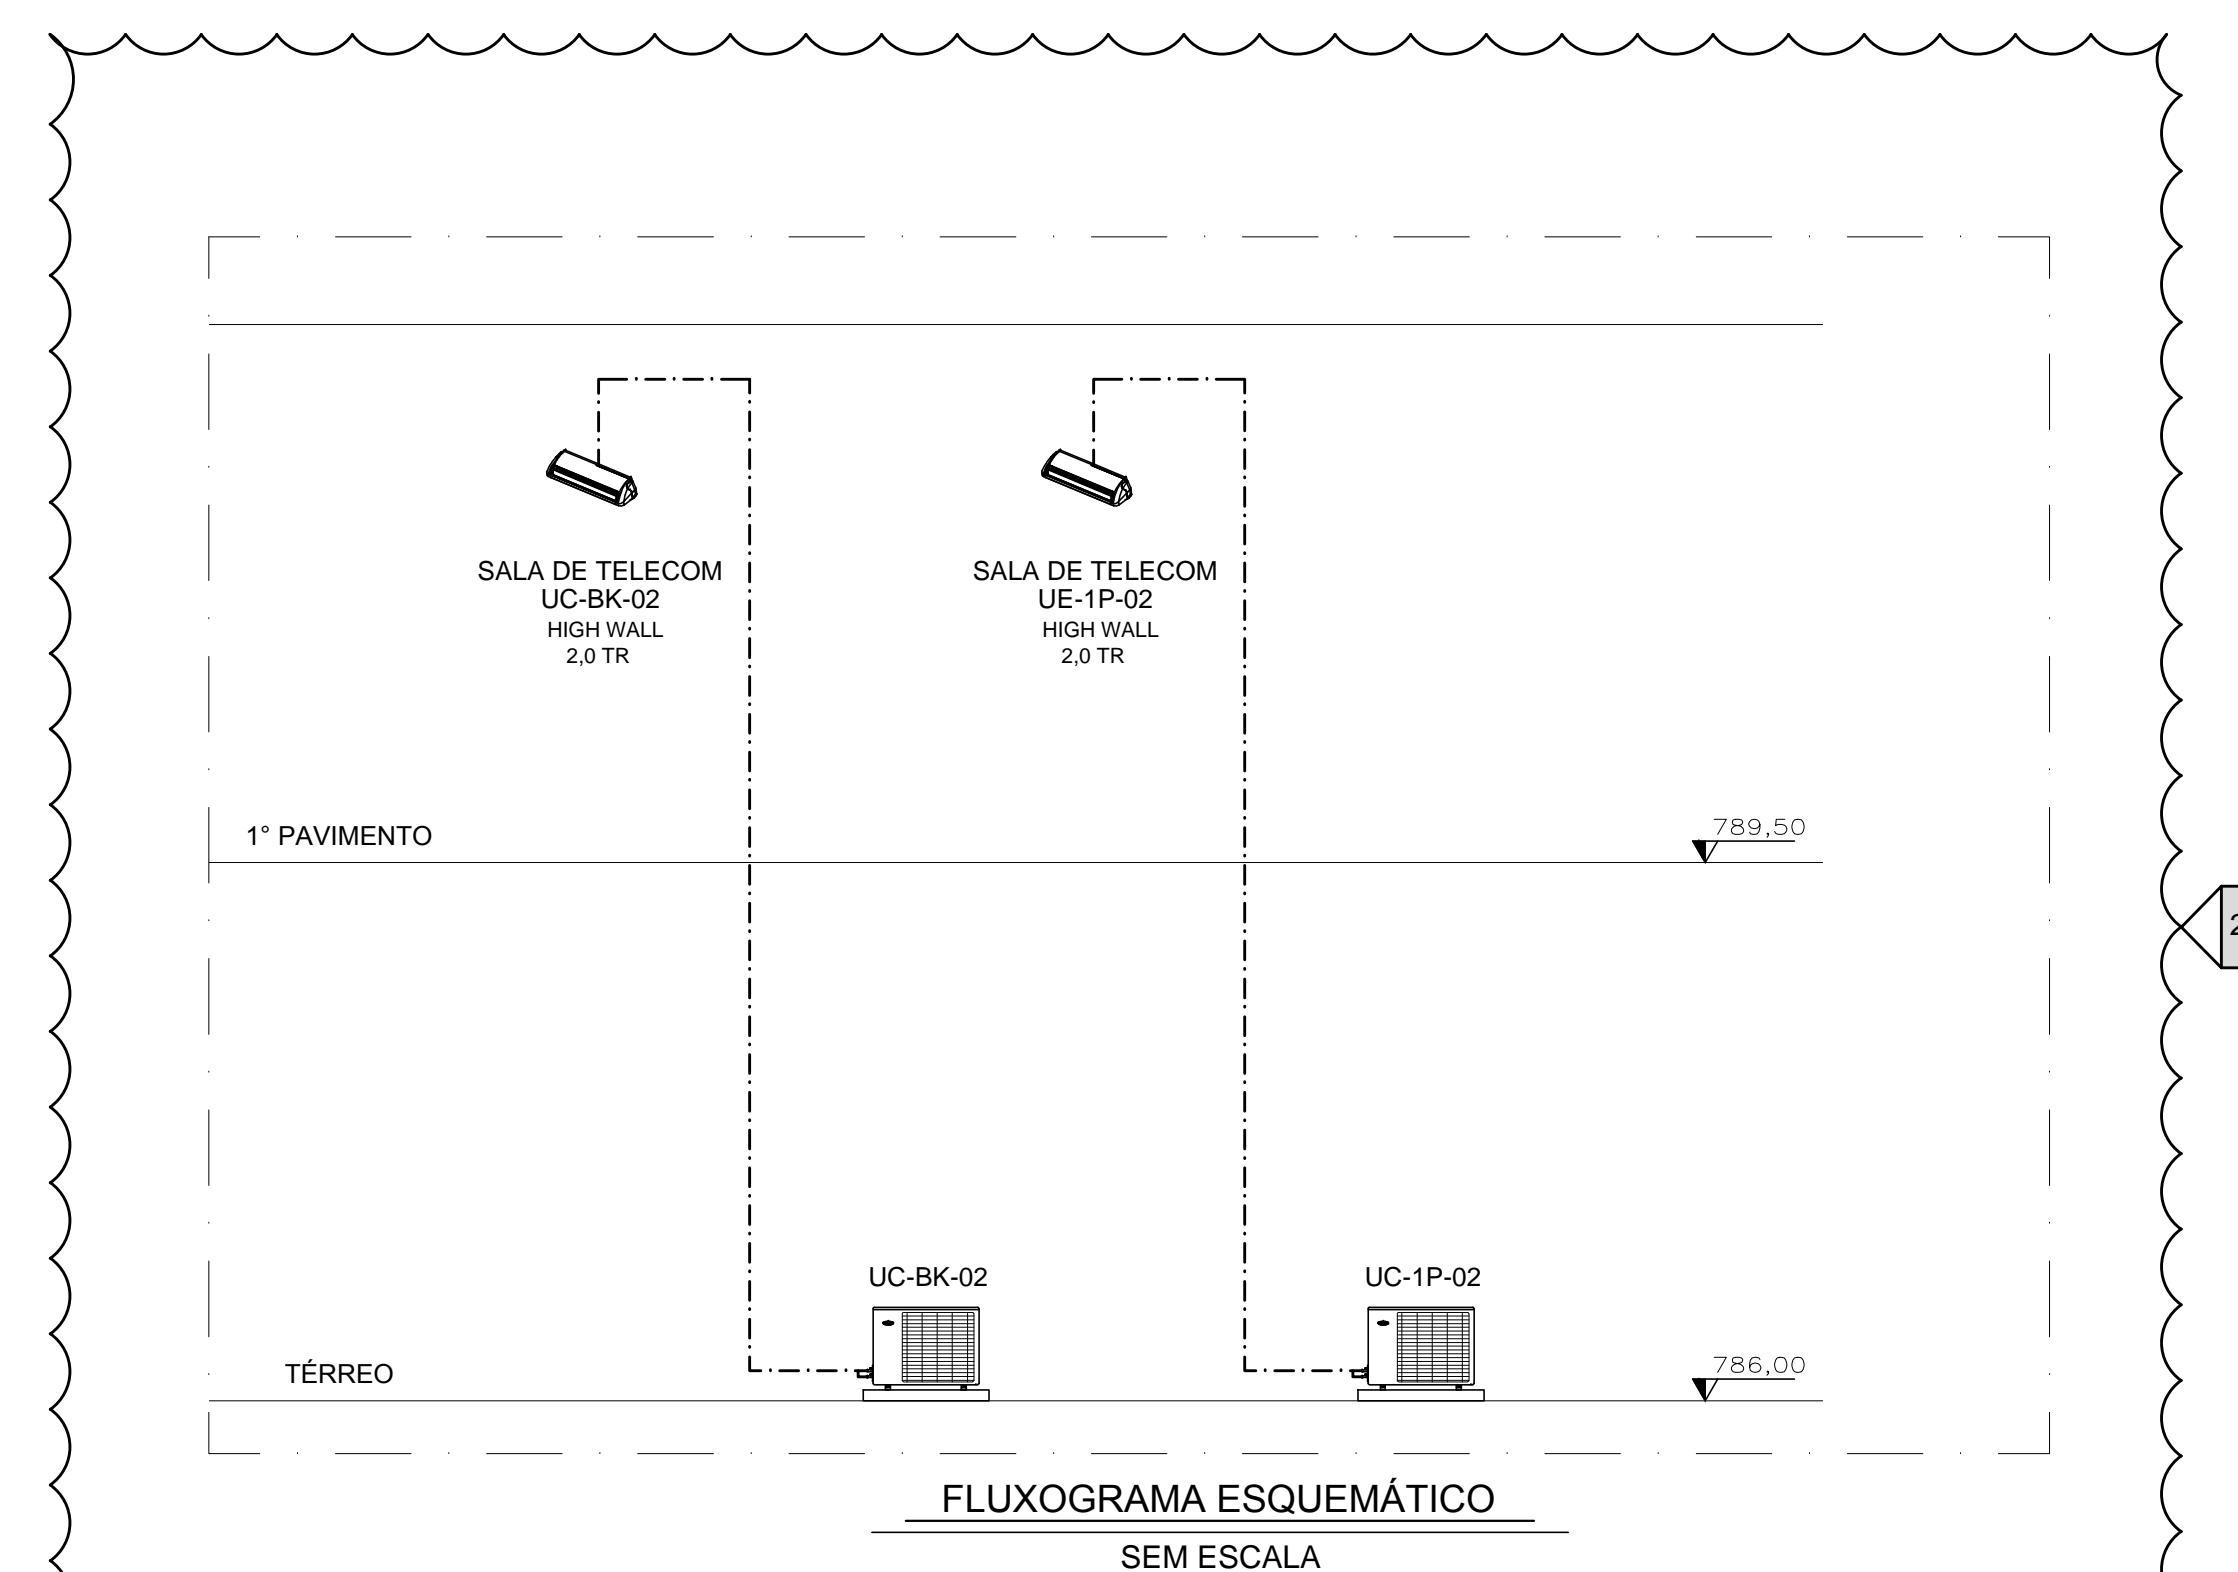 SALA DE TELECOM
UC-BK-02
HIGH WALL
2,0 TR
SALA DE TELECOM
UE-1P-02
HIGH WALL
2,0 TR
1° PAVIMENTO
789,50
2
UC-BK-02
UC-1P-02
TÉRREO
786,00
FLUXOGRAMA ESQUEMÁTICO
SEM ESCALA